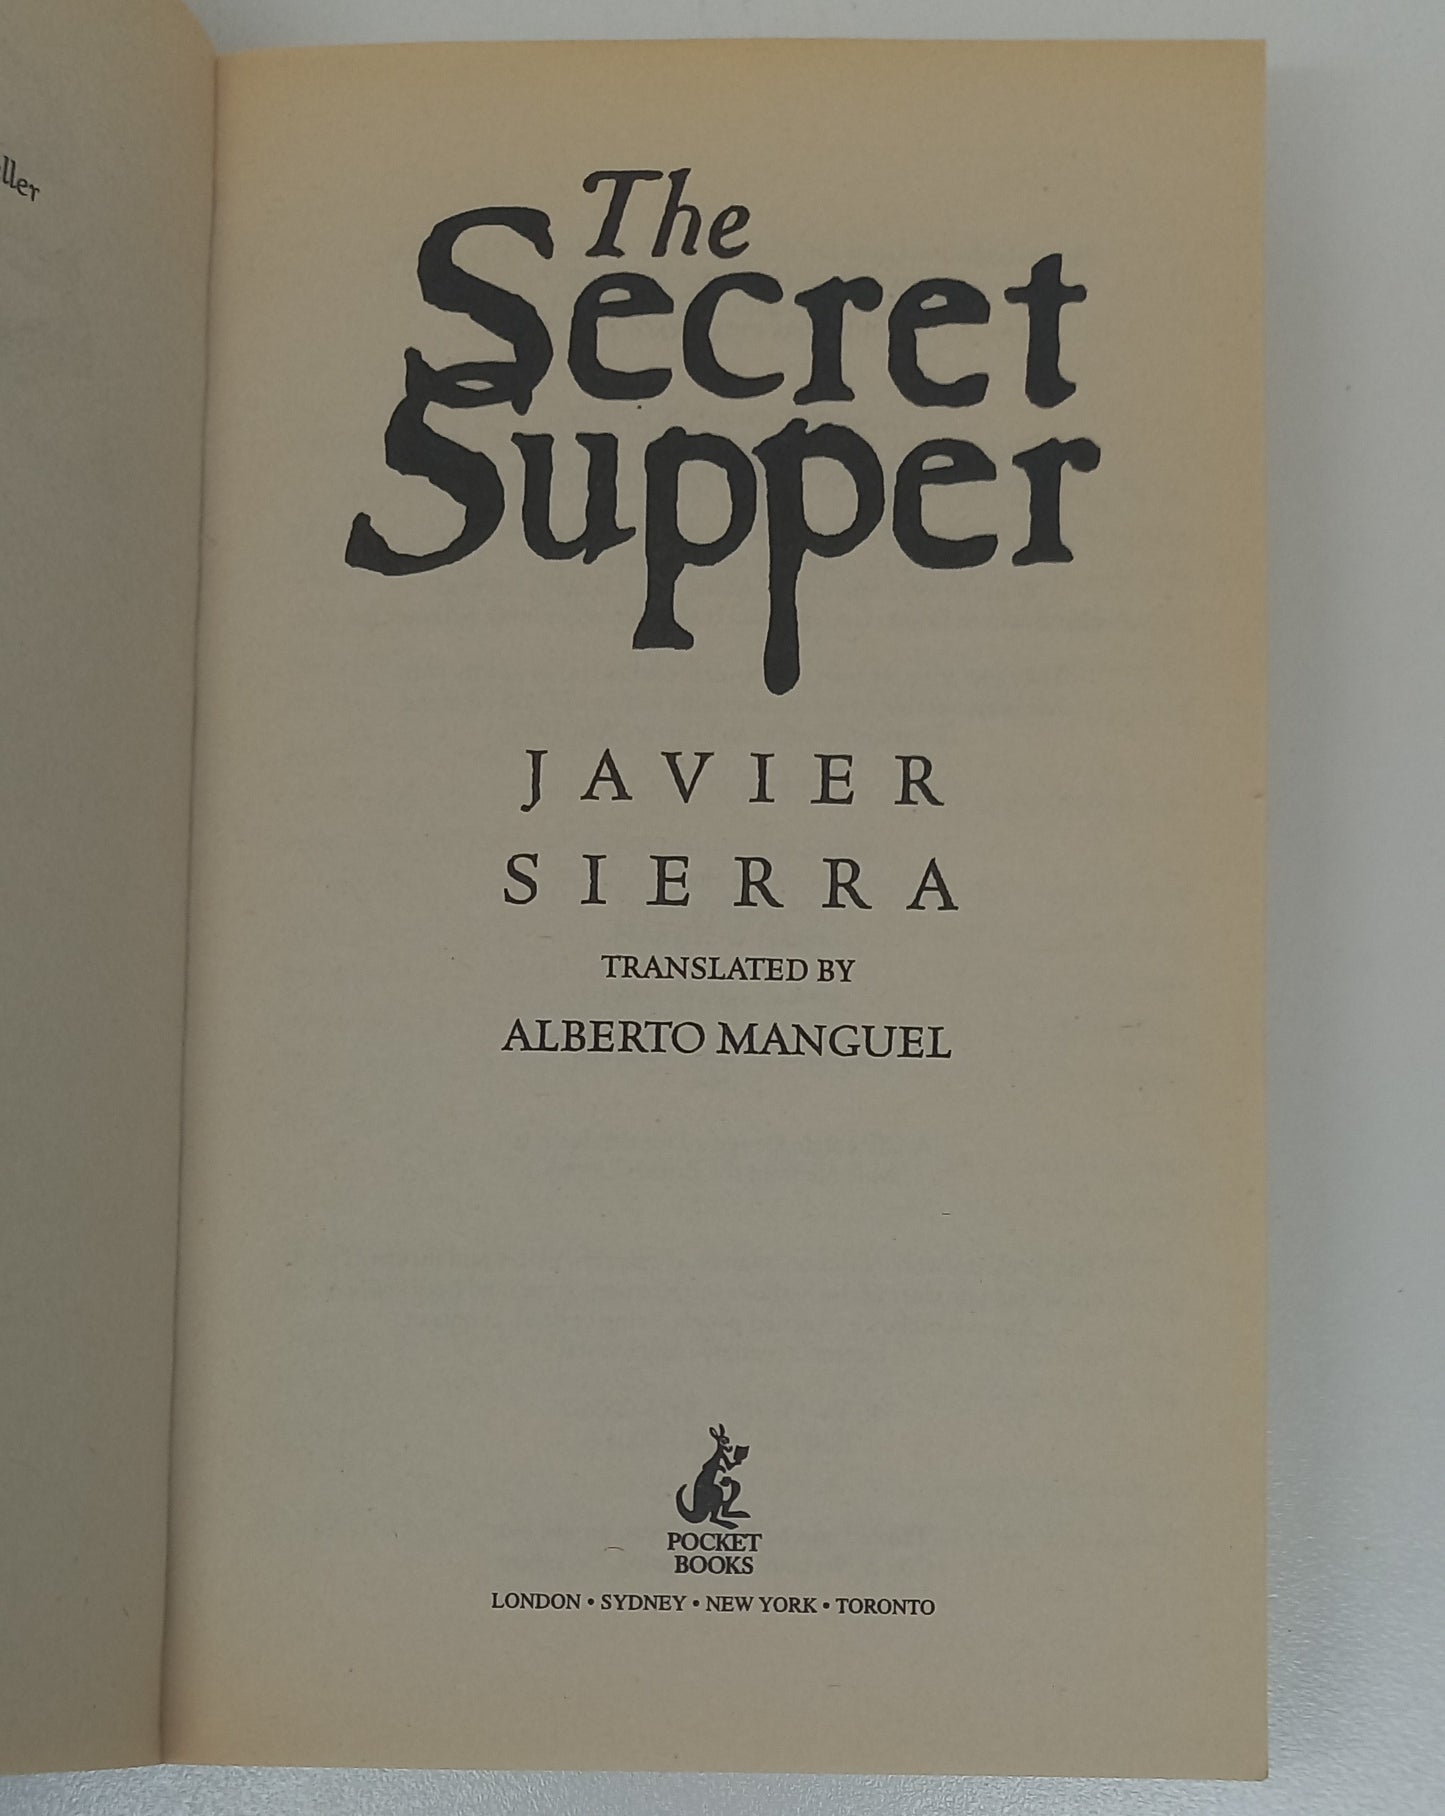 The
Secret
Supper
JAVIER
SIERRA
TRANSLATED BY
ALBERTO MANGUEL
POCKET
BOOKS
LONDON • SYDNEY • NEW YORK • TORONTO